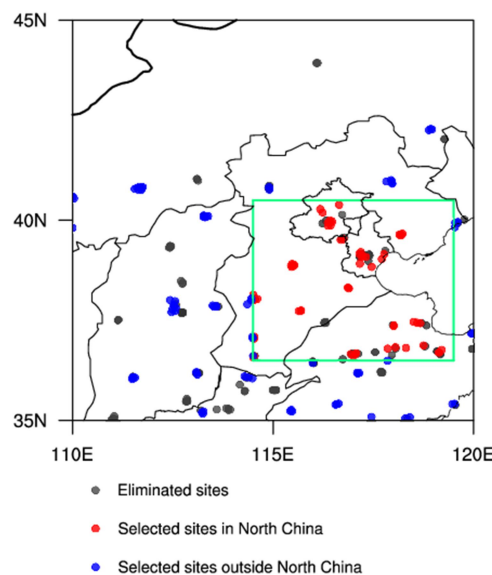 45N
40N
35N
110E 115E 120E
Eliminated sites
Selected sites in North China
Selected sites outside North China